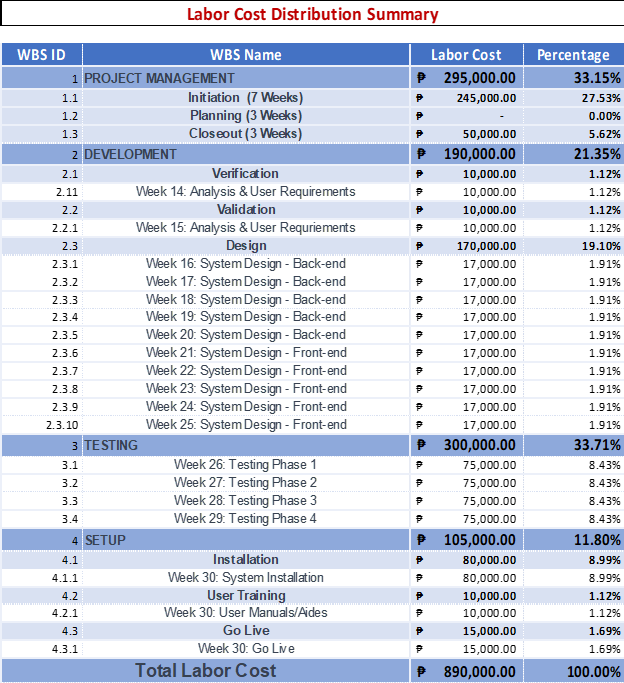 Labor Cost Distribution Summary
WBS ID WBS Name Labor Cost Percentage
1 PROJECT MANAGEMENT ₱ 295,000.00 33.15%
1.1 Initiation (7 Weeks) ₱ 245,000.00 27.53%
1.2 Planning (3 Weeks) ₱ - 0.00%
1.3 Closeout (3 Weeks) ₱ 50,000.00 5.62%
2 DEVELOPMENT ₱ 190,000.00 21.35%
2.1 Verification ₱ 10,000.00 1.12%
2.11 Week 14: Analysis & User Requirements ₱ 10,000.00 1.12%
2.2 Validation ₱ 10,000.00 1.12%
2.2.1 Week 15: Analysis & User Requriements ₱ 10,000.00 1.12%
2.3 Design ₱ 170,000.00 19.10%
2.3.1 Week 16: System Design - Back-end ₱ 17,000.00 1.91%
2.3.2 Week 17: System Design - Back-end ₱ 17,000.00 1.91%
2.3.3 Week 18: System Design - Back-end ₱ 17,000.00 1.91%
2.3.4 Week 19: System Design - Back-end ₱ 17,000.00 1.91%
2.3.5 Week 20: System Design - Back-end ₱ 17,000.00 1.91%
2.3.6 Week 21: System Design - Front-end ₱ 17,000.00 1.91%
2.3.7 Week 22: System Design - Front-end ₱ 17,000.00 1.91%
2.3.8 Week 23: System Design - Front-end ₱ 17,000.00 1.91%
2.3.9 Week 24: System Design - Front-end ₱ 17,000.00 1.91%
2.3.10 Week 25: System Design - Front-end ₱ 17,000.00 1.91%
3 TESTING ₱ 300,000.00 33.71%
3.1 Week 26: Testing Phase 1 ₱ 75,000.00 8.43%
3.2 Week 27: Testing Phase 2 ₱ 75,000.00 8.43%
3.3 Week 28: Testing Phase 3 ₱ 75,000.00 8.43%
3.4 Week 29: Testing Phase 4 ₱ 75,000.00 8.43%
4 SETUP ₱ 105,000.00 11.80%
4.1 Installation ₱ 80,000.00 8.99%
4.1.1 Week 30: System Installation ₱ 80,000.00 8.99%
4.2 User Training ₱ 10,000.00 1.12%
4.2.1 Week 30: User Manuals/Aides ₱ 10,000.00 1.12%
4.3 Go Live ₱ 15,000.00 1.69%
4.3.1 Week 30: Go Live ₱ 15,000.00 1.69%
Total Labor Cost ₱ 890,000.00 100.00%